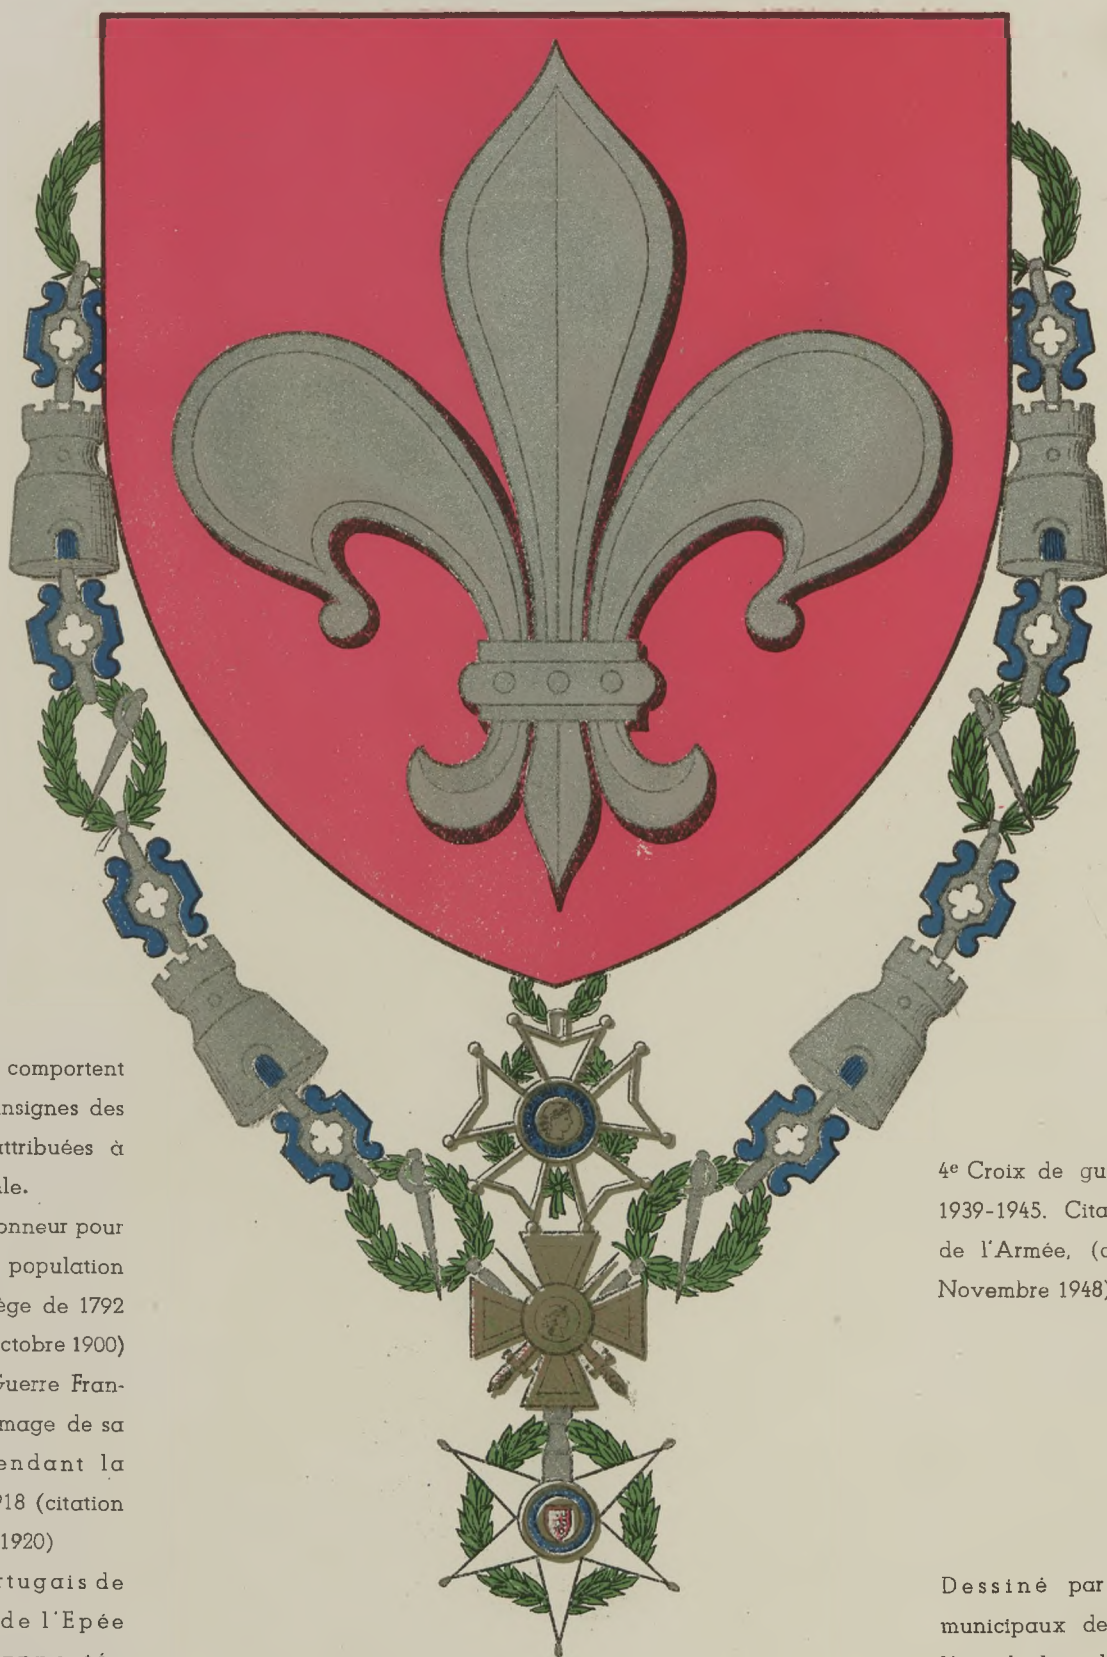 comportent
nsignes des
attribuées à
le.
onneur pour
population
ège de 1792
ctobre 1900)
Guerre Fran-
mage de sa
endant la
918 (citation
1920)
rtugais de
de l'Epée
4e Croix de gu
1939-1945. Cita
de l'Armée, (
Novembre 1948)
Dessiné par
municipaux de